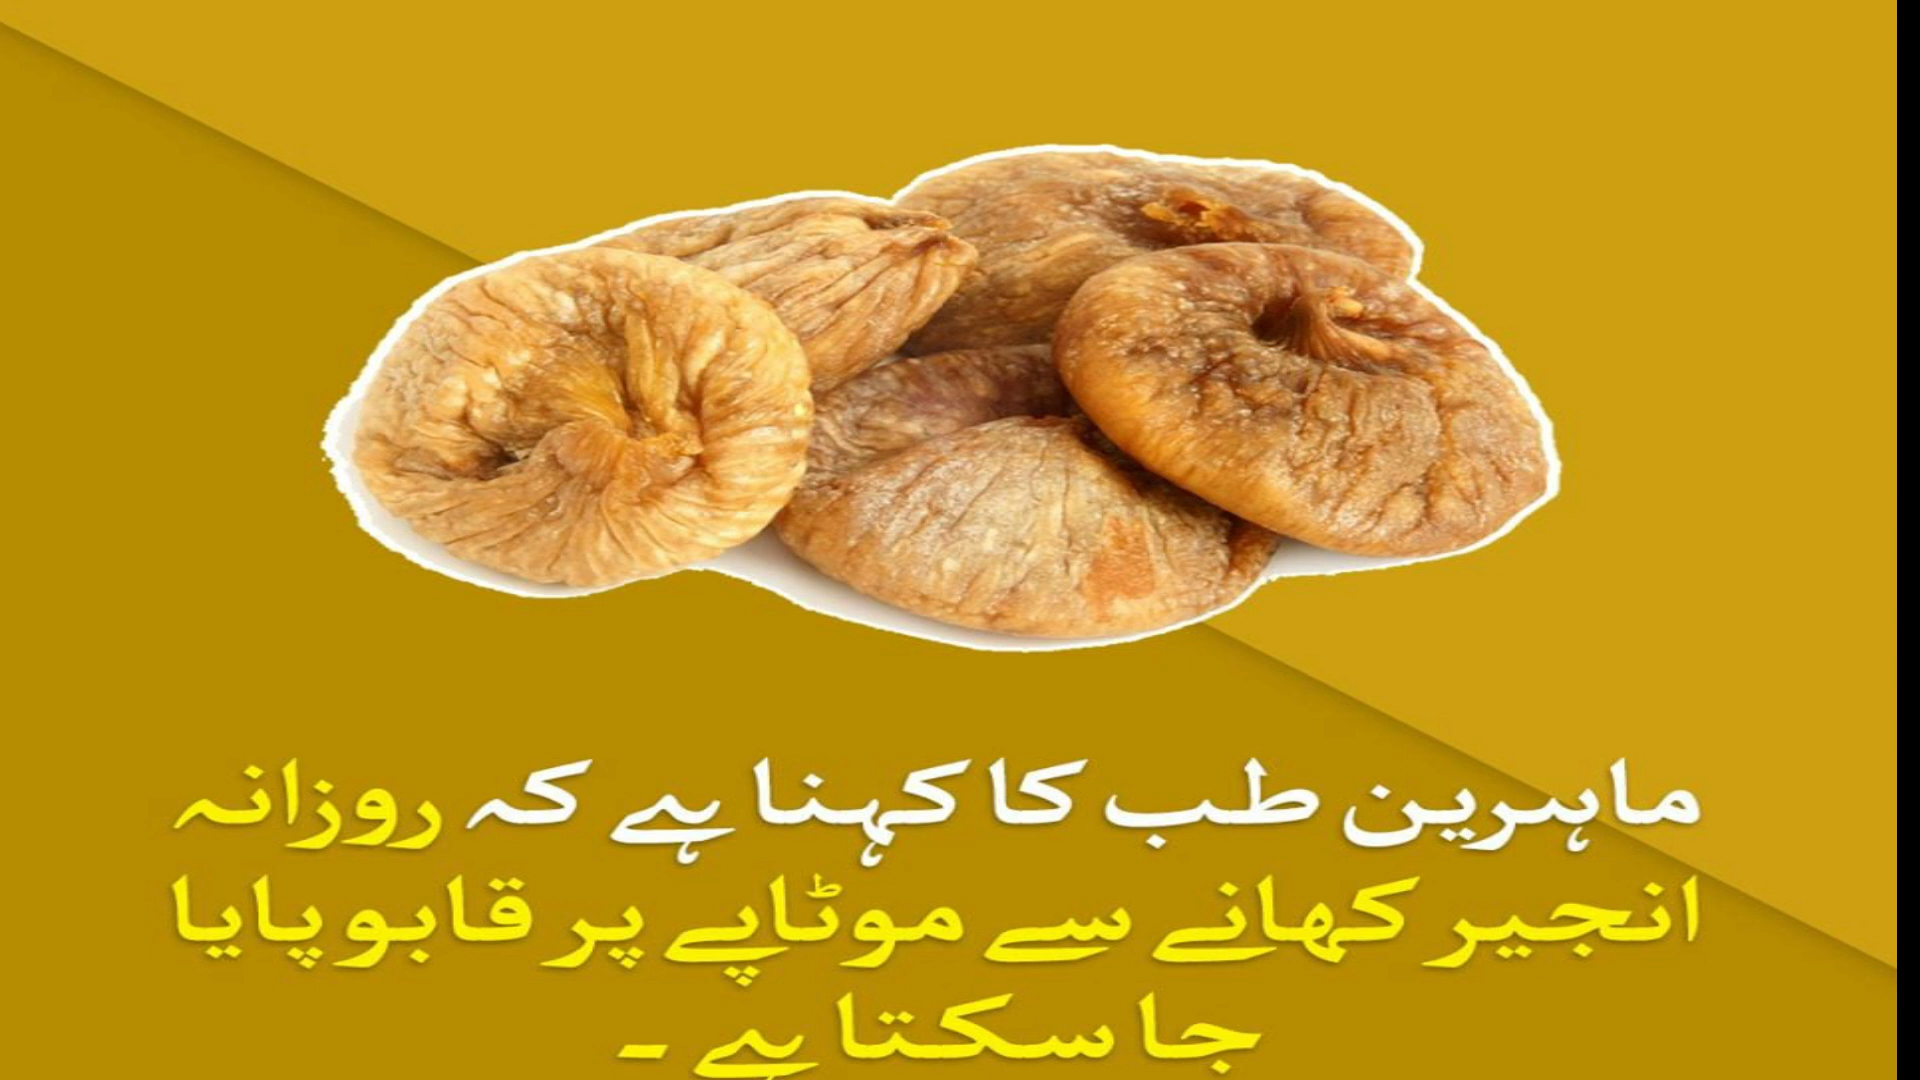 ماہرین طب کا کہنا ہے کہ روزانہ
انجیر کھانے سے موٹاپے پر قابو پایا
جا سکتا ہے ۔